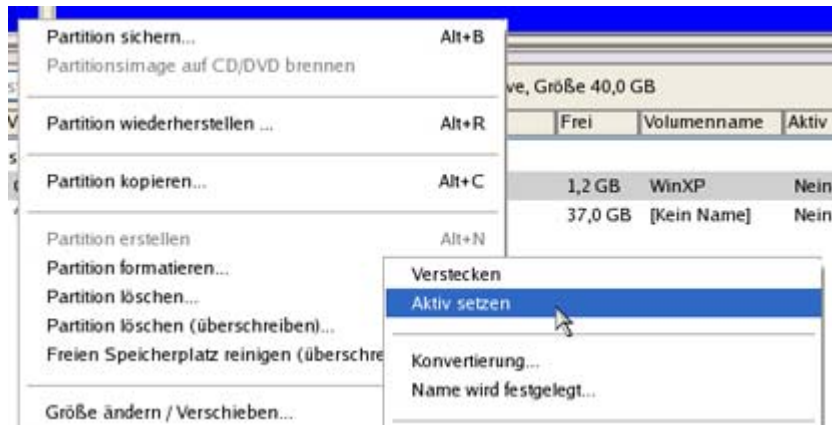 Partition sichern... Alt+B
Partitionsimage auf CD/DVD brennen
ve, Größe 40,0 GB
Partition wiederherstellen ... Alt+R
Frei Volumenname Aktiv
Partition kopieren... Alt+C
1,2 GB WinXP Nein
37,0 GB [Kein Name] Nein
Partition erstellen Alt+N
Partition formatieren...
Partition löschen...
Partition löschen (überschreiben)...
Freien Speicherplatz reinigen (überschre
Größe ändern / Verschieben...
Verstecken
Aktiv setzen
Konvertierung...
Name wird festgelegt...